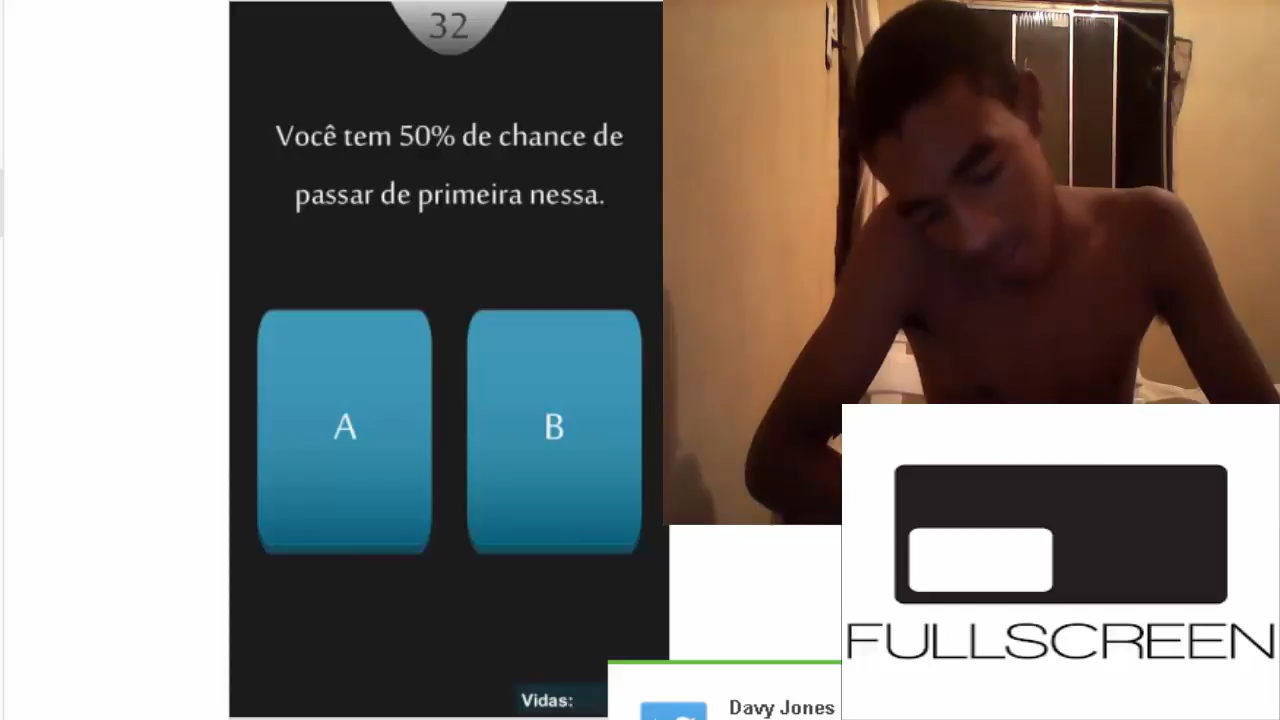 32
Você tem 50% de chance de
passar de primeira nessa.
A
B
Vidas:
Davy Jones
FULLSCREEN